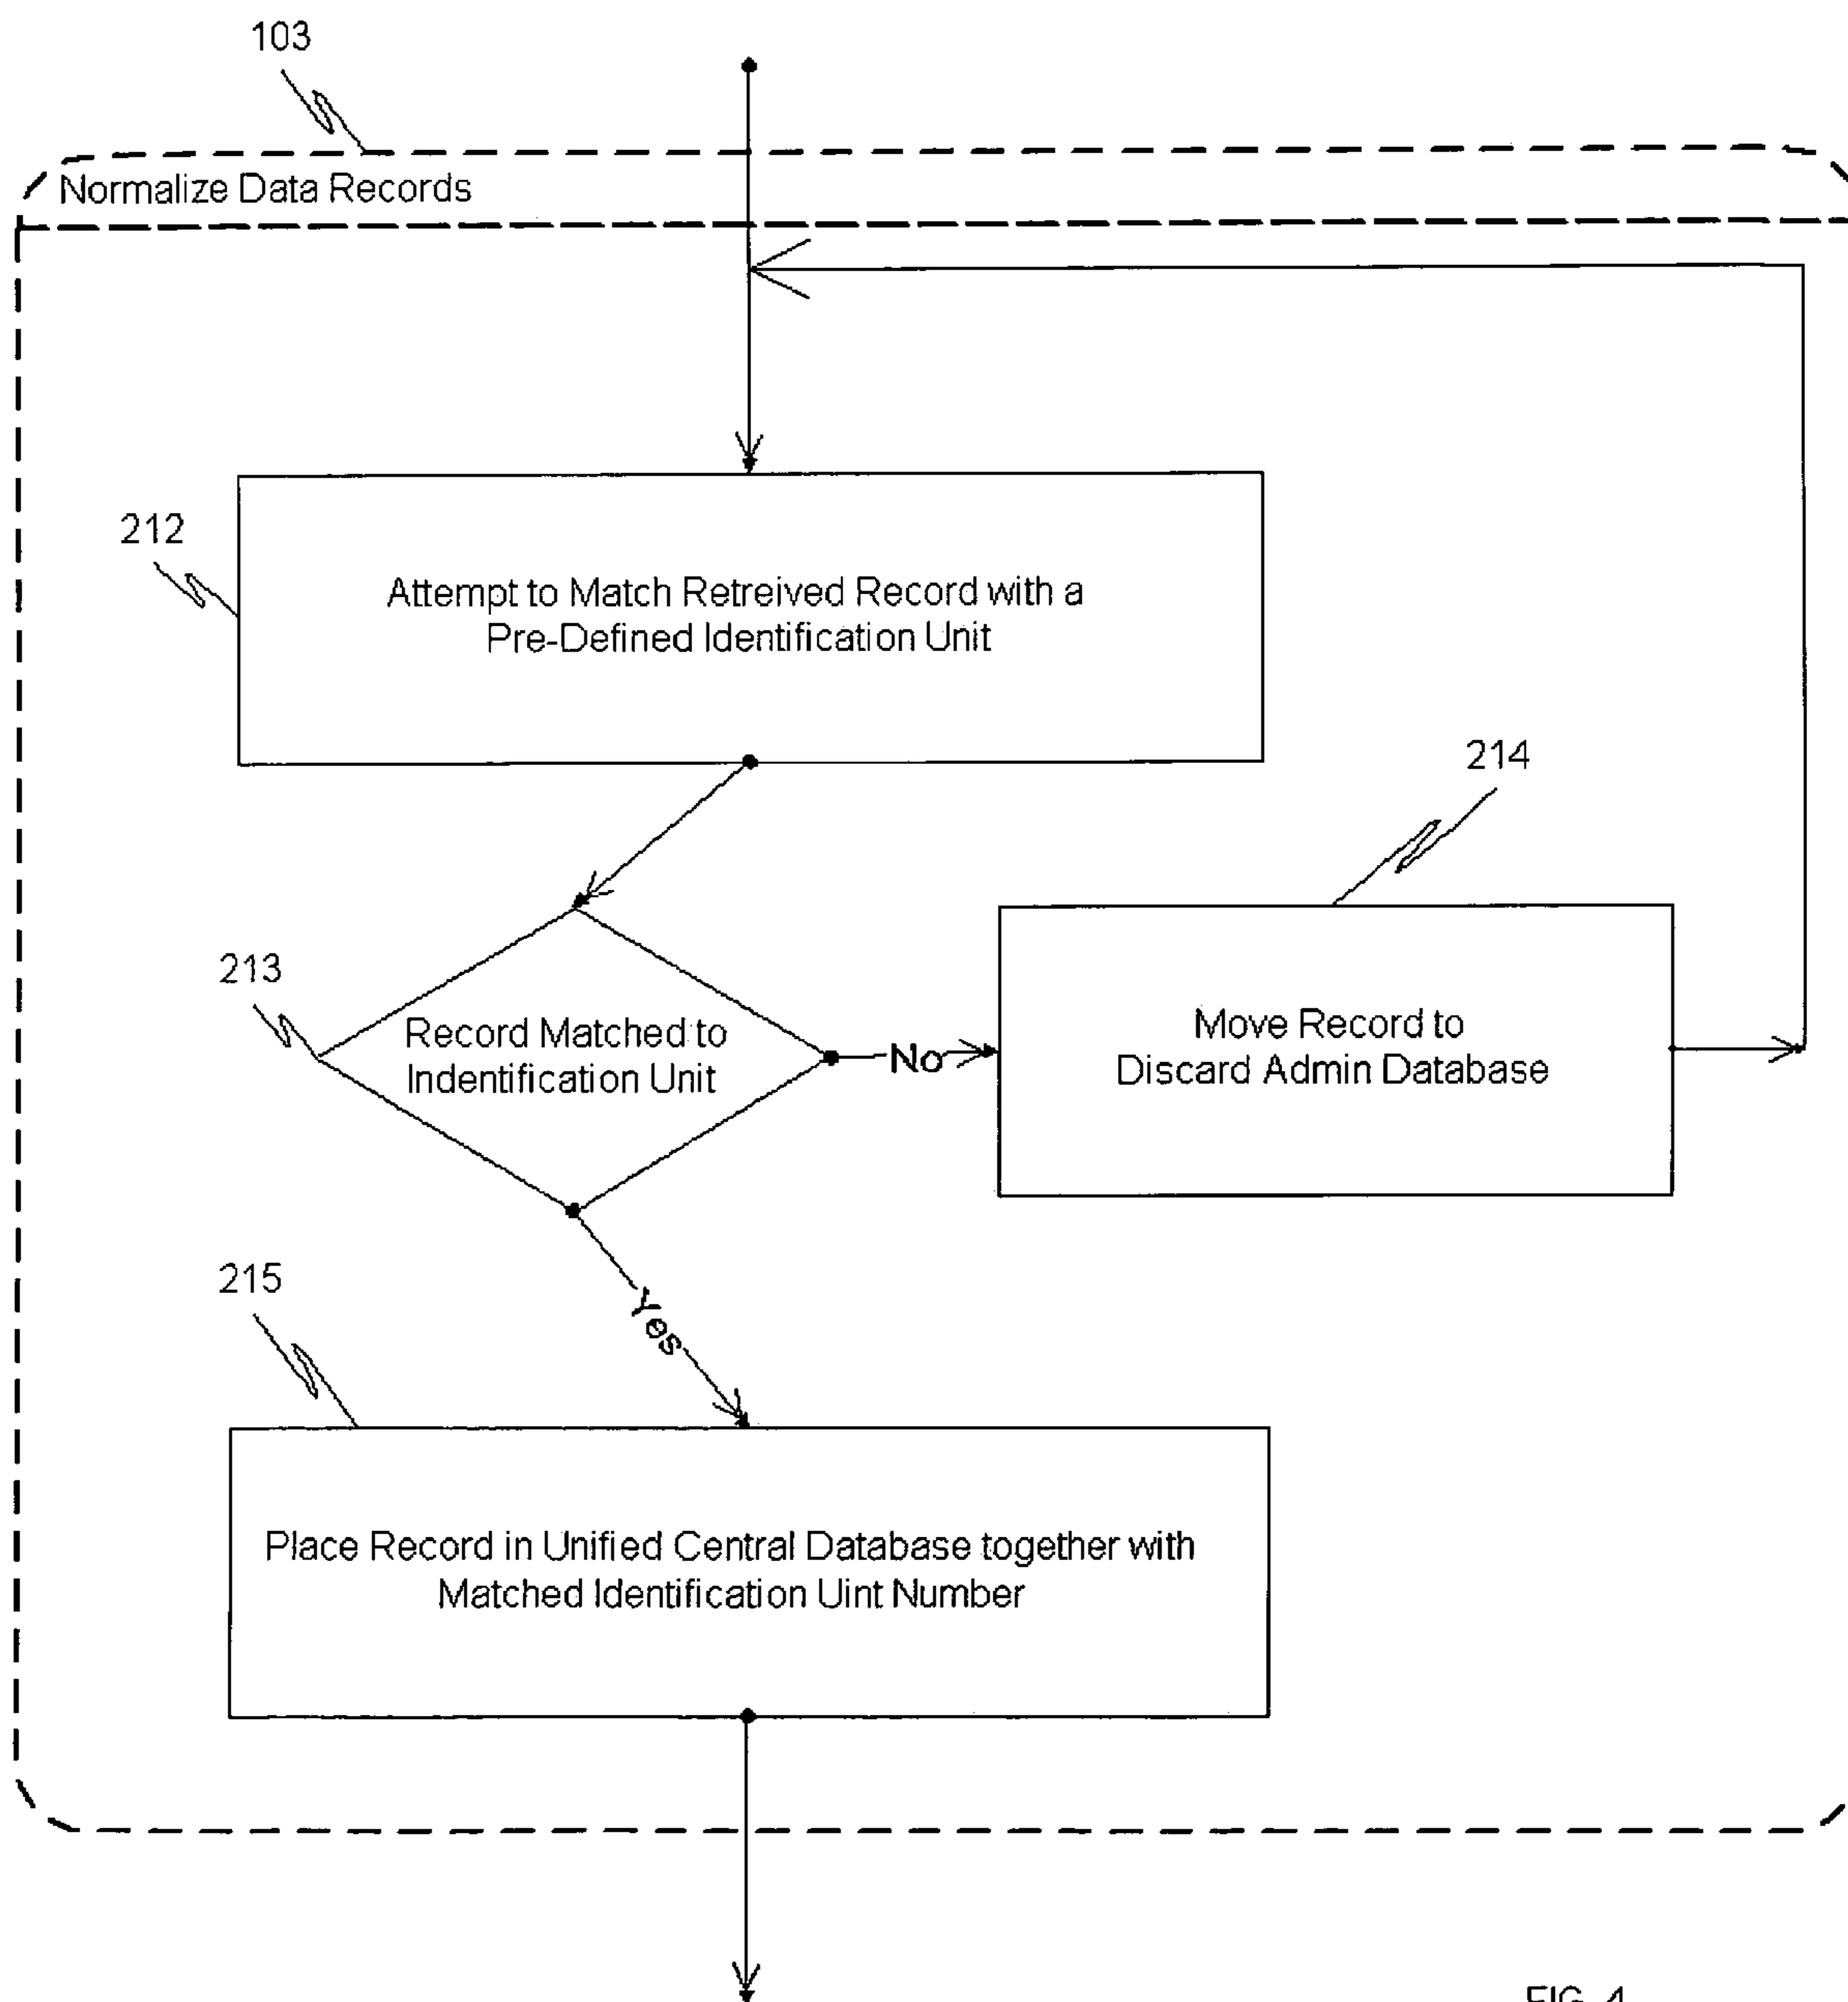 103
Normalize Data Records
212
Attempt to Match Retreived Record with a
Pre-Defined Identification Unit
214
213
Record Matched to
Indentification Unit
No
Move Record to
Discard Admin Database
Yes
215
Place Record in Unified Central Database together with
Matched Identification Uint Number
FIG. 4